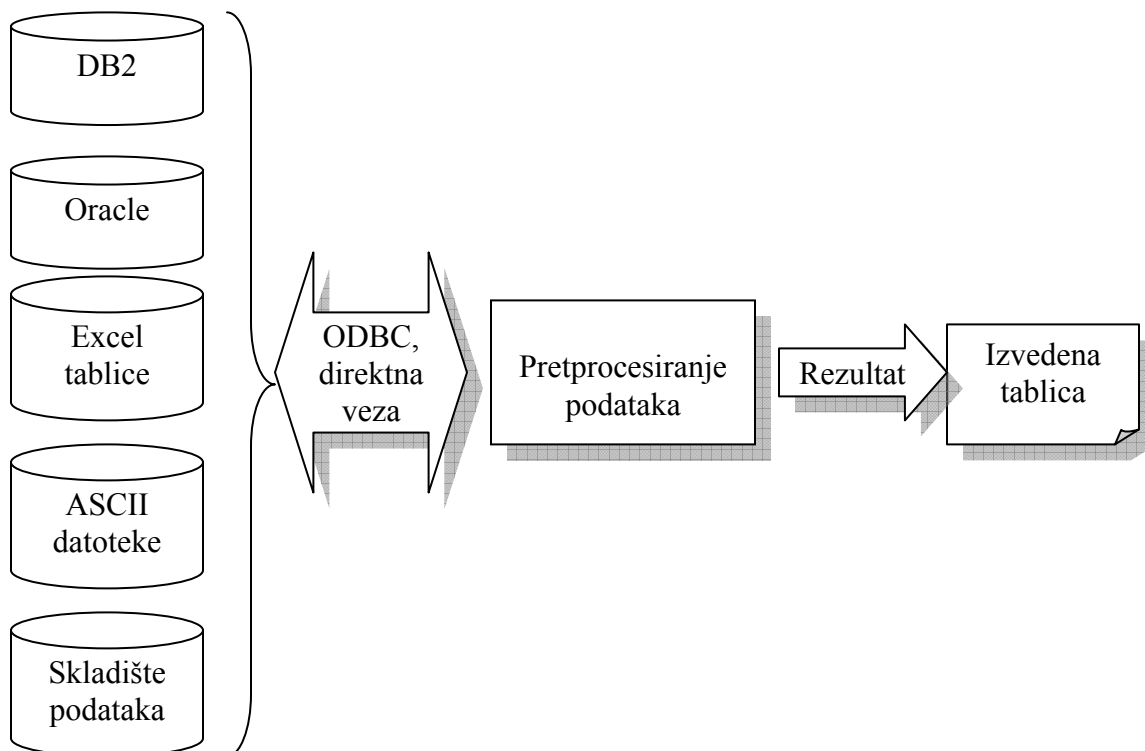 DB2
Oracle
Excel
tablice
ASCII
datoteke
Skladište
podataka
ODBC,
direktna
veza
Pretprocesiranje
podataka
Rezultat
Izvedena
tablica